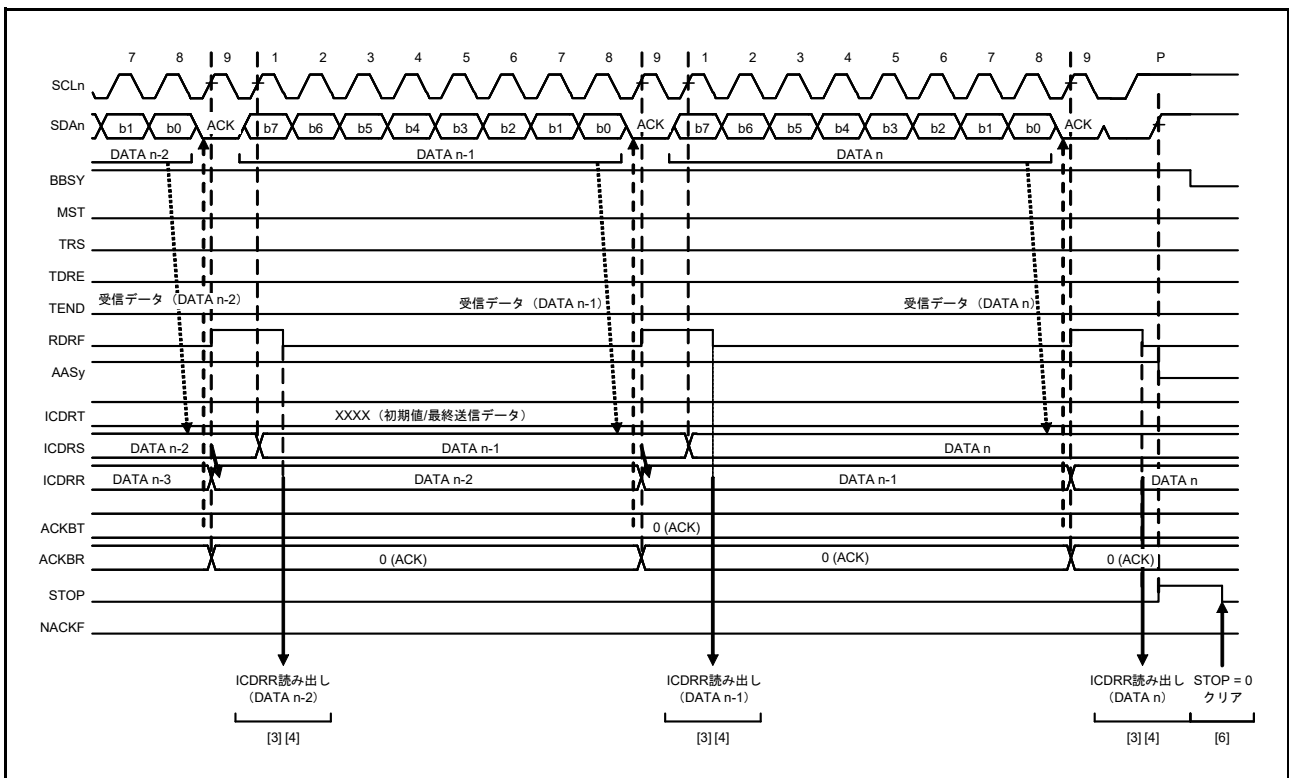 7 8 9 1 2 3 4 5 6 7 8 9 1 2 3 4 5 6 7 8 9 P
SCLn
SDAn b1 b0 ACK b7 b6 b5 b4 b3 b2 b1 b0 ACK b7 b6 b5 b4 b3 b2 b1 b0 ACK
DATA n-2 DATA n-1 DATA n
BBSY
MST
TRS
TDRE
受信データ（DATA n-2） 受信データ（DATA n-1） 受信データ（DATA n）
TEND
RDRF
AASy
ICDRT XXXX（初期値/最終送信データ）
ICDRS DATA n-2 DATA n-1 DATA n
ICDRR DATA n-3 DATA n-2 DATA n-1 DATA n
ACKBT 0 (ACK)
ACKBR 0 (ACK) 0 (ACK) 0 (ACK)
STOP
NACKF
ICDRR読み出し ICDRR読み出し ICDRR読み出し STOP = 0
（DATA n-2） （DATA n-1） （DATA n） クリア
[3] [4] [3] [4] [3] [4] [6]